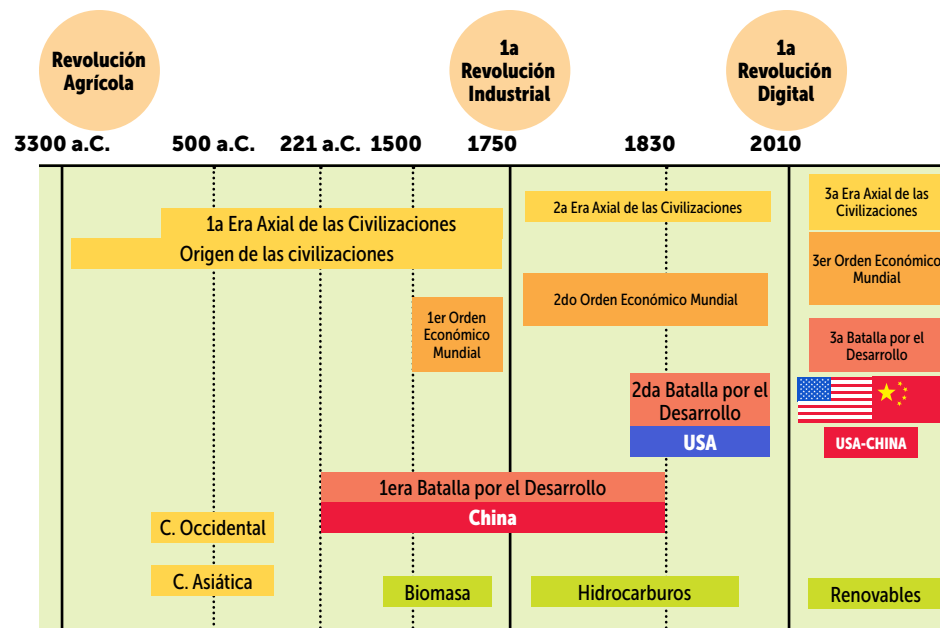 Revolución
Agrícola
1a
Revolución
Industrial
1a
Revolución
Digital
3300 a.C.
500 a.C.
221 a.C.
1500
1750
1830
2010
1a Era Axial de las Civilizaciones
Origen de las civilizaciones
2a Era Axial de las Civilizaciones
3a Era Axial de las
Civilizaciones
1er Orden
Económico
Mundial
2do Orden Económico Mundial
3er Orden Económico
Mundial
3a Batalla por el
Desarrollo
2da Batalla por el
Desarrollo
USA
USA-CHINA
1era Batalla por el Desarrollo
China
C. Occidental
C. Asiática
Biomasa
Hidrocarburos
Renovables